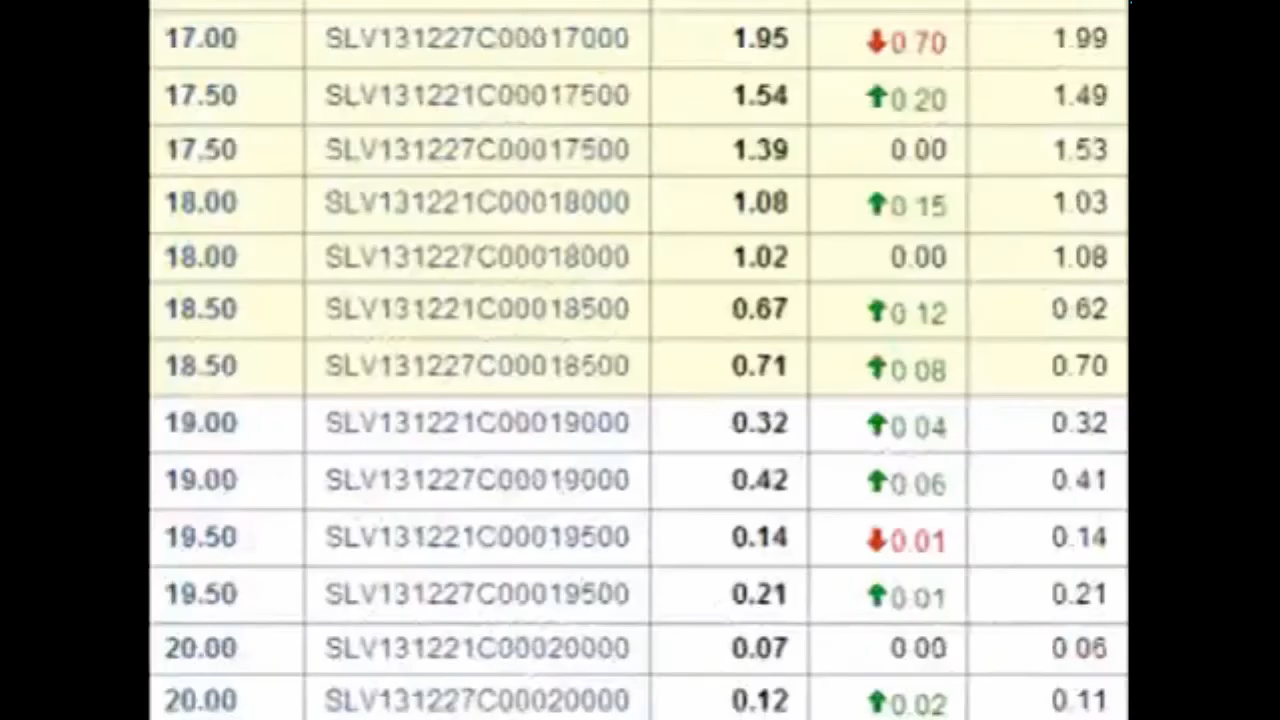 17.00 SLV131227C00017000 1.95 0.70 1.99
17.50 SLV131221C00017500 1.54 0.20 1.49
17.50 SLV131227C00017500 1.39 0.00 1.53
18.00 SLV131221C00018000 1.08 0.15 1.03
18.00 SLV131227C00018000 1.02 0.00 1.08
18.50 SLV131221C00018500 0.67 0.12 0.62
18.50 SLV131227C00018500 0.71 0.08 0.70
19.00 SLV131221C00019000 0.32 0.04 0.32
19.00 SLV131227C00019000 0.42 0.06 0.41
19.50 SLV131221C00019500 0.14 0.01 0.14
19.50 SLV131227C00019500 0.21 0.01 0.21
20.00 SLV131221C00020000 0.07 0.00 0.06
20.00 SLV131227C00020000 0.12 0.02 0.11